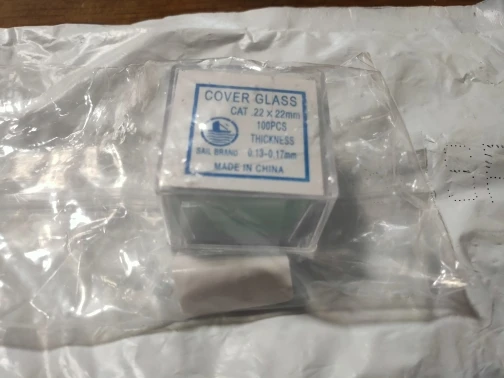 COVER GLASS
CAT .22 × 22mm
100PCS
THICKNESS
SAIL BRAND 0.13-0.17mm
MADE IN CHINA